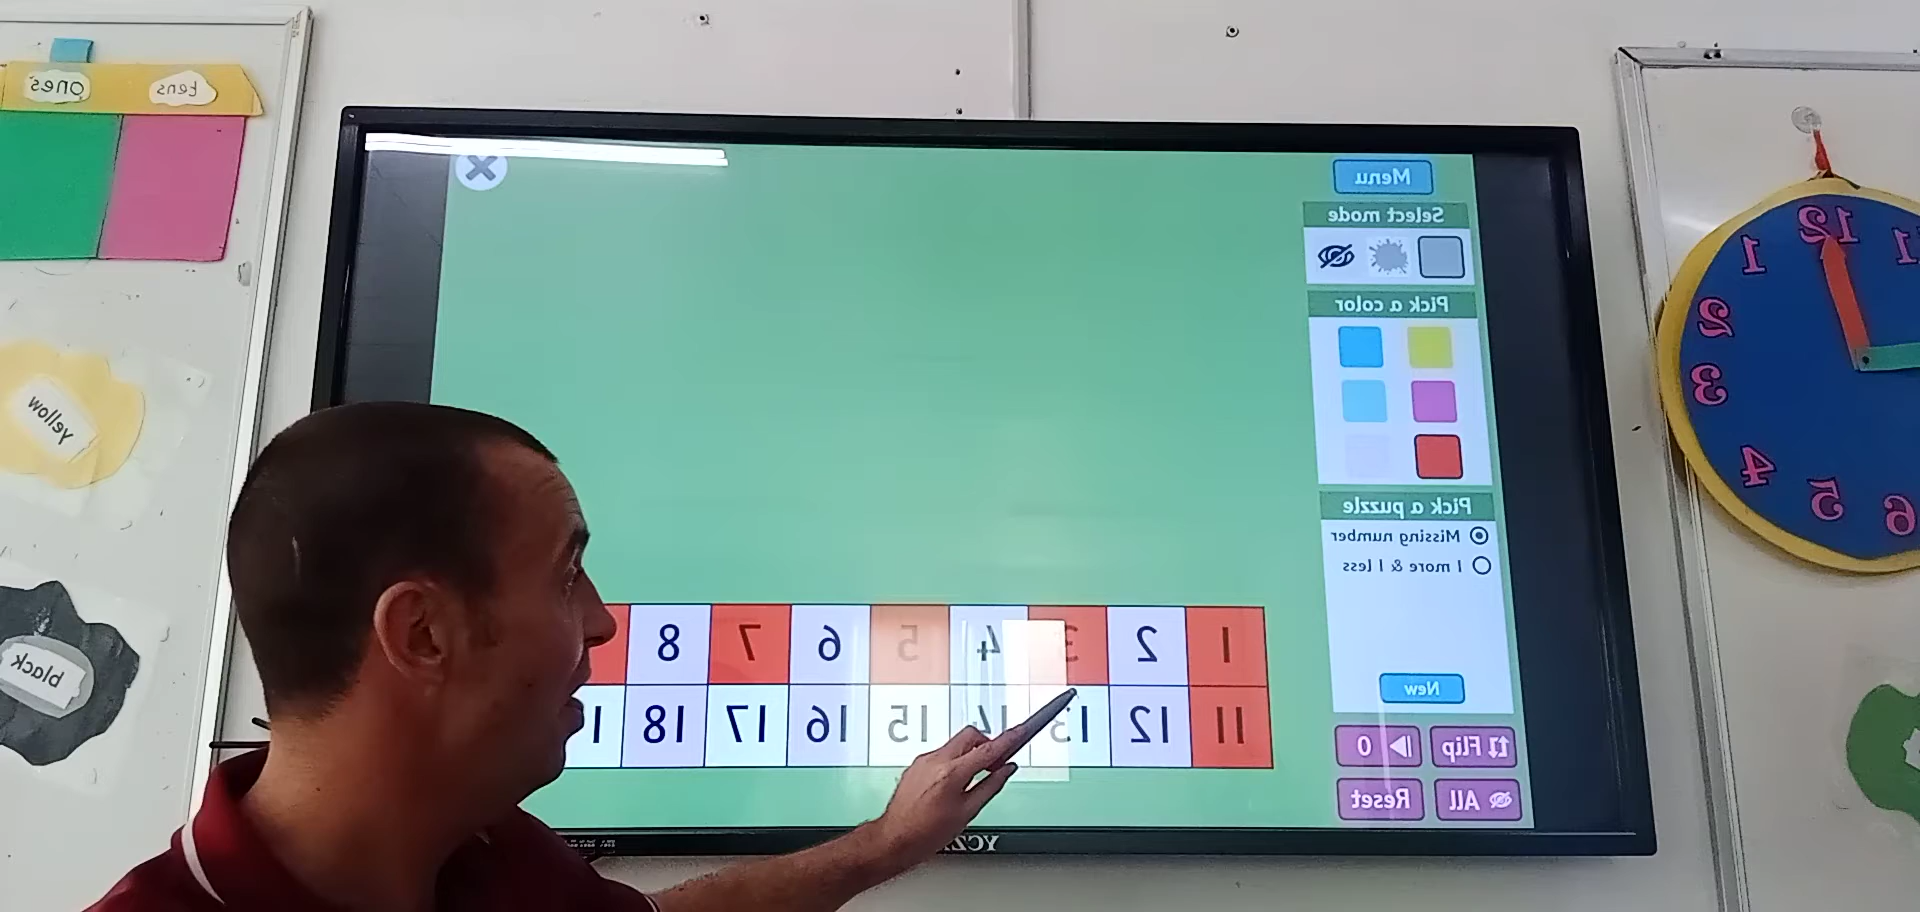 tens ones
yellow
black
Menu
Select mode
Pick a color
Pick a puzzle
Missing number
1 more & 1 less
New
Flip 0
All Reset
1 2 3 4 5 6 7 8
11 12 13 14 15 16 17 18
11 12 1
2
3
4
5
6